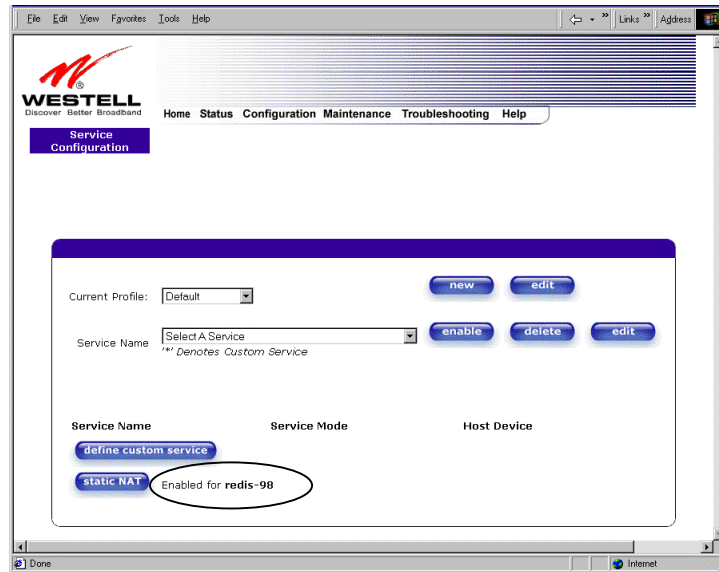 File Edit View Favorites Tools Help
Links » Address
WESTELL
®
Discover Better Broadband
Home Status Configuration Maintenance Troubleshooting Help
Service
Configuration
new edit
Current Profile: Default
enable delete edit
Service Name Select A Service
'*' Denotes Custom Service
Service Name Service Mode Host Device
define custom service
static NAT Enabled for redis-98
Done Internet